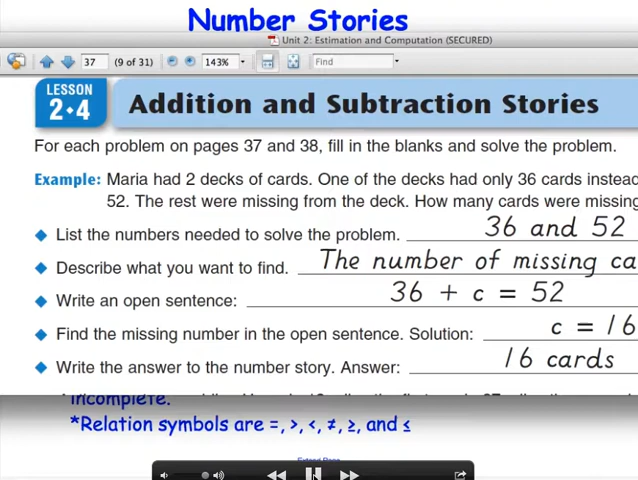 Number Stories
Unit 2: Estimation and Computation (SECURED)
37 (9 of 31) 143% Find
LESSON
2•4
Addition and Subtraction Stories
For each problem on pages 37 and 38, fill in the blanks and solve the problem.
Example: Maria had 2 decks of cards. One of the decks had only 36 cards instead
52. The rest were missing from the deck. How many cards were missing
◆ List the numbers needed to solve the problem. 36 and 52
◆ Describe what you want to find. The number of missing ca
◆ Write an open sentence: 36 + c = 52
◆ Find the missing number in the open sentence. Solution: c = 16
◆ Write the answer to the number story. Answer: 16 cards
incomplete.
*Relation symbols are =, >, <, ≠, ≥, and ≤
Extend Page